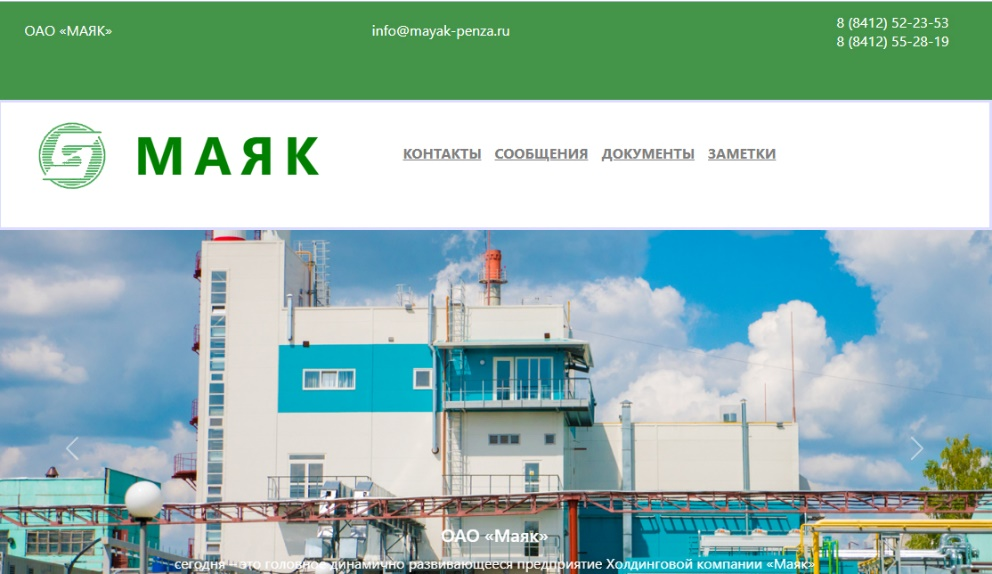 ОАО «МАЯК»
info@mayak-penza.ru
8 (8412) 52-23-53
8 (8412) 55-28-19
МАЯК
КОНТАКТЫ СООБЩЕНИЯ ДОКУМЕНТЫ ЗАМЕТКИ
ОАО «Маяк»
сегодня – это головное динамично развивающееся предприятие Холдинговой компании «Маяк»